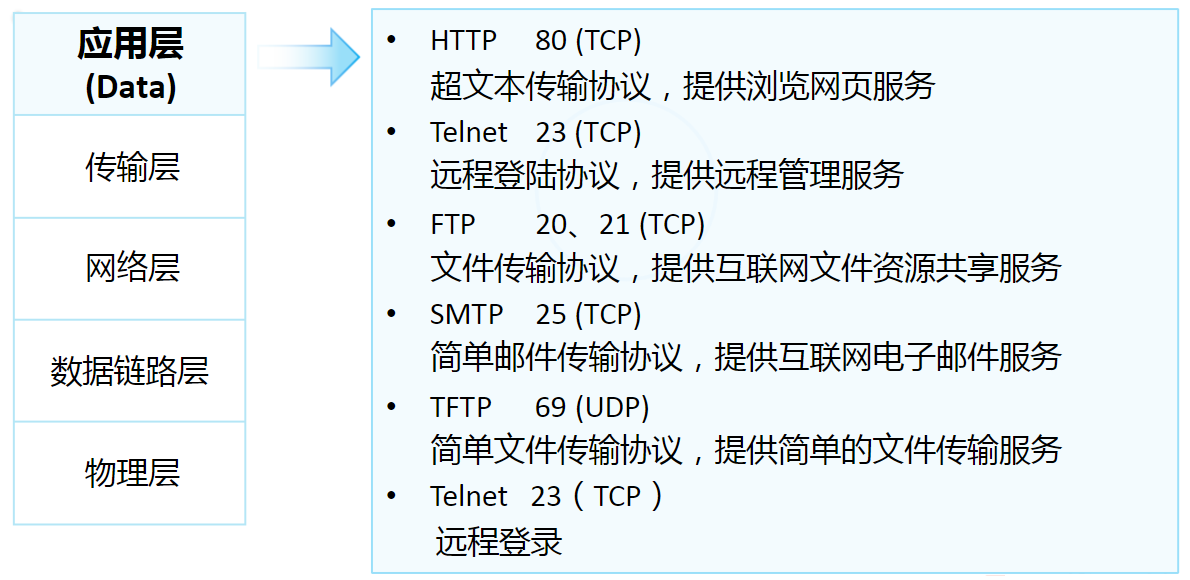 应用层
(Data)
传输层
网络层
数据链路层
物理层
• HTTP 80 (TCP)
超文本传输协议，提供浏览网页服务
• Telnet 23 (TCP)
远程登陆协议，提供远程管理服务
• FTP 20、21 (TCP)
文件传输协议，提供互联网文件资源共享服务
• SMTP 25 (TCP)
简单邮件传输协议，提供互联网电子邮件服务
• TFTP 69 (UDP)
简单文件传输协议，提供简单的文件传输服务
• Telnet 23（TCP）
远程登录